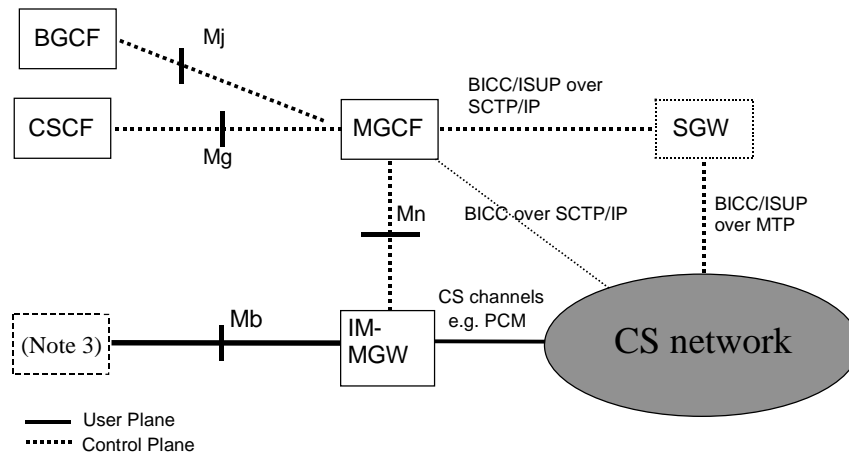 BGCF
Mj
BICC/ISUP over
SCTP/IP
CSCF
MGCF
SGW
Mg
Mn
BICC over SCTP/IP
BICC/ISUP
over MTP
(Note 3)
Mb
IM-
MGW
CS channels
e.g. PCM
CS network
User Plane
Control Plane